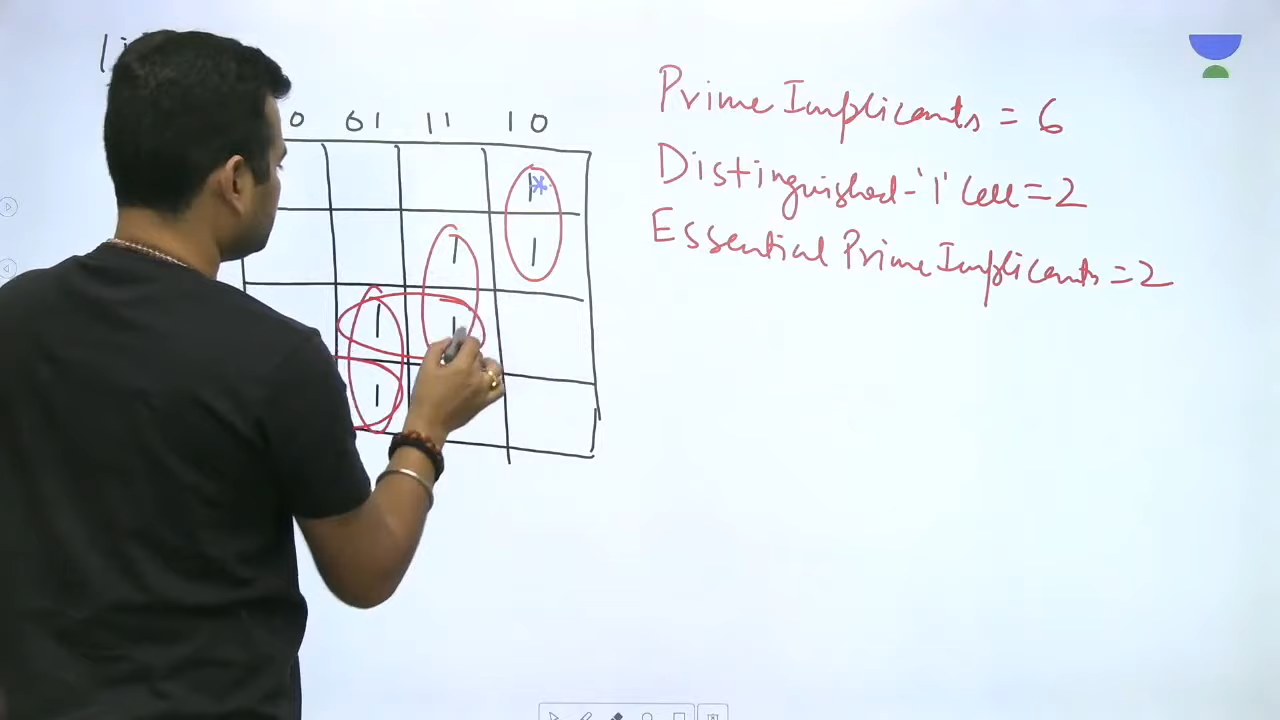 0 01 11 10
1*
1 1
1 1
1
Prime Implicants = 6
Distinguished-'1' Cell = 2
Essential Prime Implicants = 2